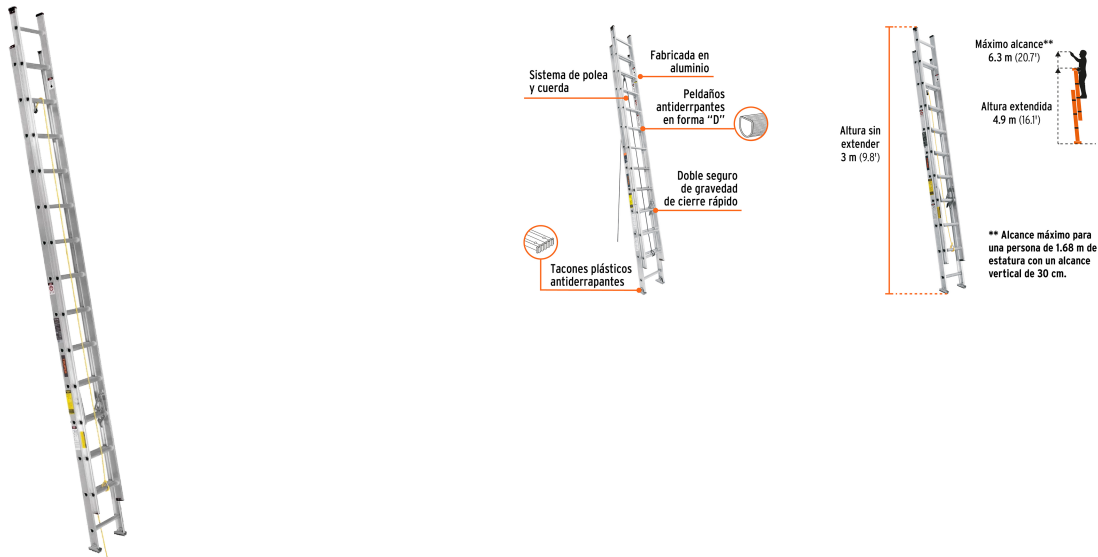 Fabricada en
aluminio
Sistema de polea
y cuerda
Peldaños
antiderrpantes
en forma “D”
Doble seguro
de gravedad
de cierre rápido
Tacones plásticos
antiderrapantes
Altura sin
extender
3 m (9.8')
Máximo alcance**
6.3 m (20.7')
Altura extendida
4.9 m (16.1')
** Alcance máximo para
una persona de 1.68 m de
estatura con un alcance
vertical de 30 cm.